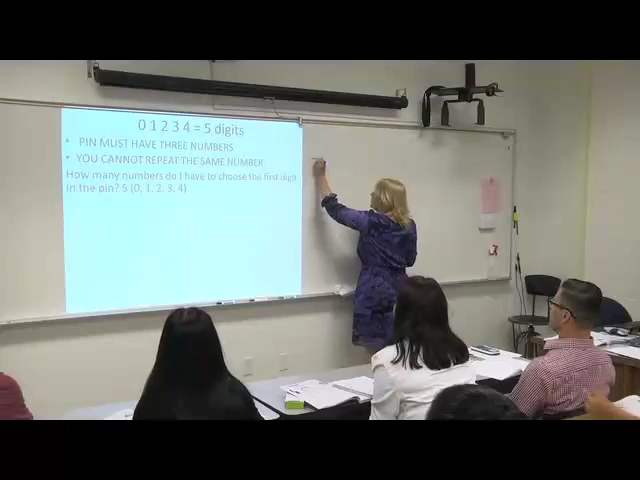 0 1 2 3 4 = 5 digits
• PIN MUST HAVE THREE NUMBERS
• YOU CANNOT REPEAT THE SAME NUMBER
How many numbers do I have to choose the first digit
in the pin? 5 (0, 1, 2, 3, 4)